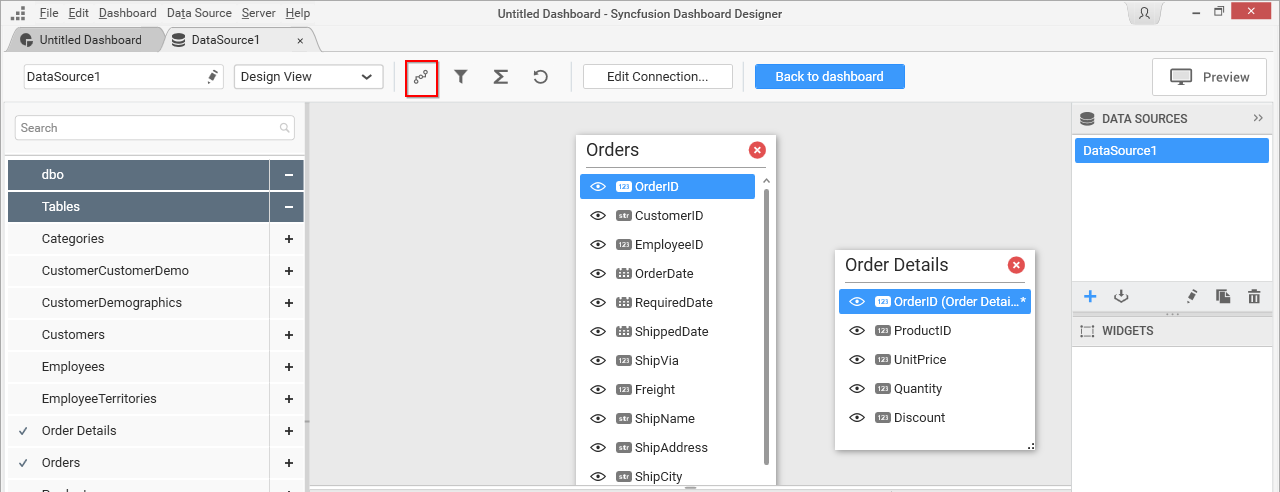 File Edit Dashboard Data Source Server Help
Untitled Dashboard - Syncfusion Dashboard Designer
Untitled Dashboard
DataSource1
DataSource1
Design View
Edit Connection...
Back to dashboard
Preview
Search
dbo
Tables
Categories
CustomerCustomerDemo
CustomerDemographics
Customers
Employees
EmployeeTerritories
Order Details
Orders
Orders
123 OrderID
str CustomerID
123 EmployeeID
OrderDate
RequiredDate
ShippedDate
123 ShipVia
123 Freight
str ShipName
str ShipAddress
str ShipCity
Order Details
123 OrderID (Order Detai...*
123 ProductID
123 UnitPrice
123 Quantity
123 Discount
DATA SOURCES
DataSource1
WIDGETS